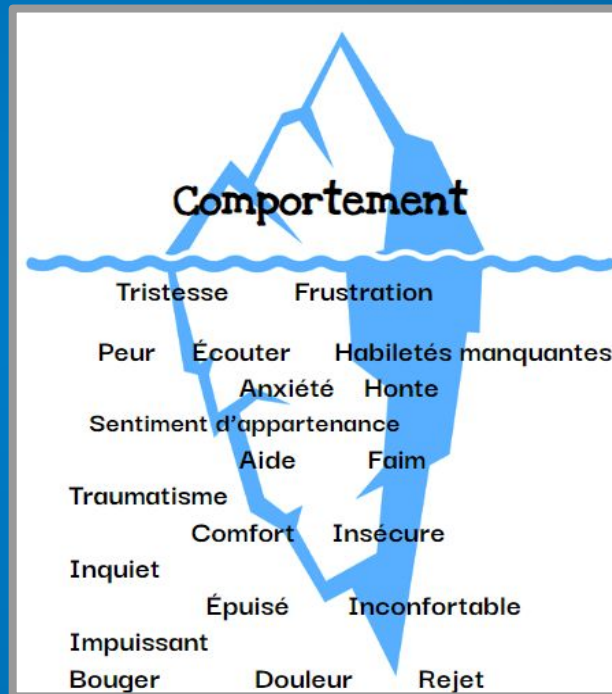 Comportement
Tristesse Frustration
Peur Écouter Habiletés manquantes
Anxiété Honte
Sentiment d'appartenance
Aide Faim
Traumatisme
Comfort Insécure
Inquiet
Épuisé Inconfortable
Impuissant
Bouger Douleur Rejet